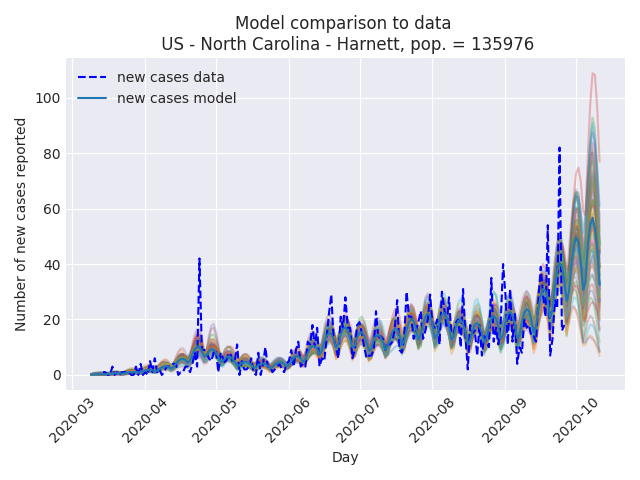 Model comparison to data
US - North Carolina - Harnett, pop. = 135976
new cases data
new cases model
Number of new cases reported
100
80
60
40
20
0
2020-03
2020-04
2020-05
2020-06
2020-07
2020-08
2020-09
2020-10
Day